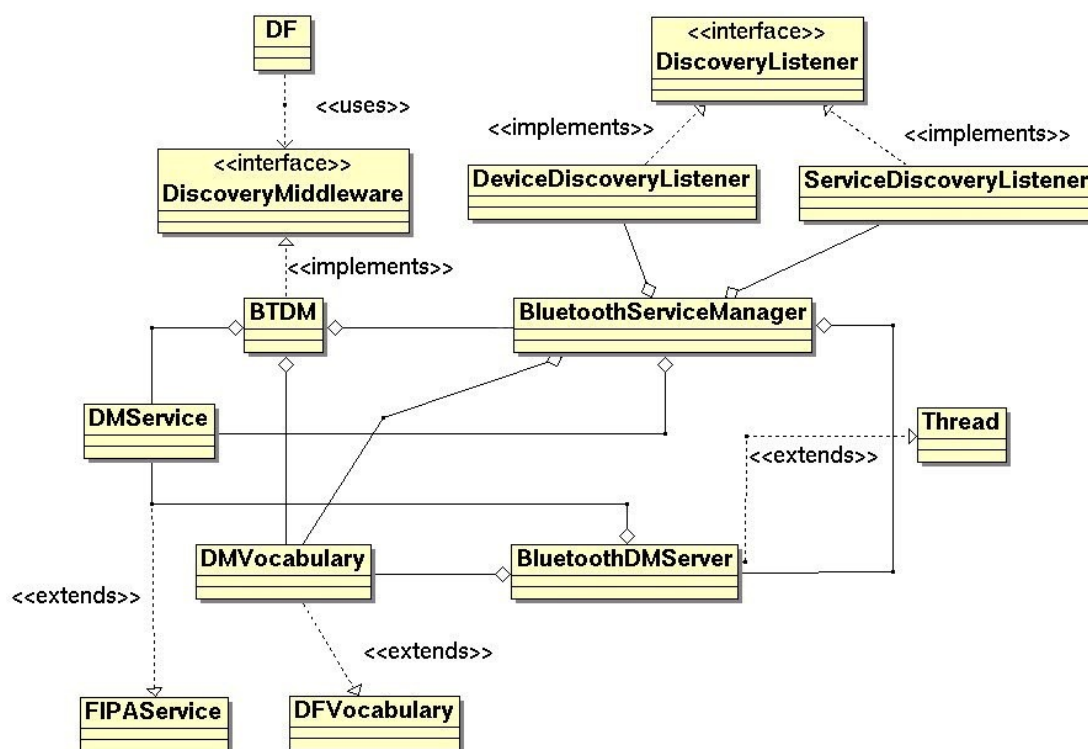 DF
<<interface>>
DiscoveryListener
<<uses>>
<<implements>>
<<implements>>
<<interface>>
DiscoveryMiddleware
DeviceDiscoveryListener
ServiceDiscoveryListener
<<implements>>
BTDM
BluetoothServiceManager
DMService
Thread
<<extends>>
DMVocabulary
BluetoothDMServer
<<extends>>
<<extends>>
FIPAService
DFVocabulary